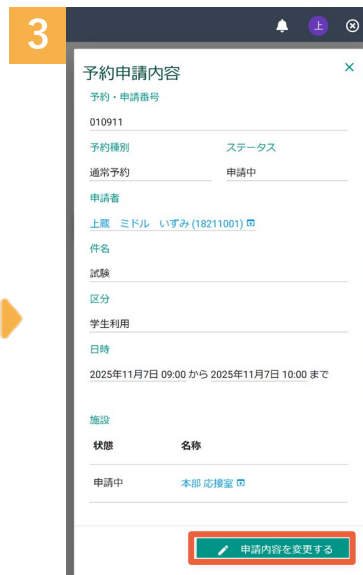 3
上
予約申請内容
予約・申請番号
010911
予約種別 ステータス
通常予約 申請中
申請者
上蔵　ミドル　いずみ (18211001)
件名
試験
区分
学生利用
日時
2025年11月7日 09:00 から 2025年11月7日 10:00 まで
施設
状態 名称
申請中 本部 応接室
申請内容を変更する